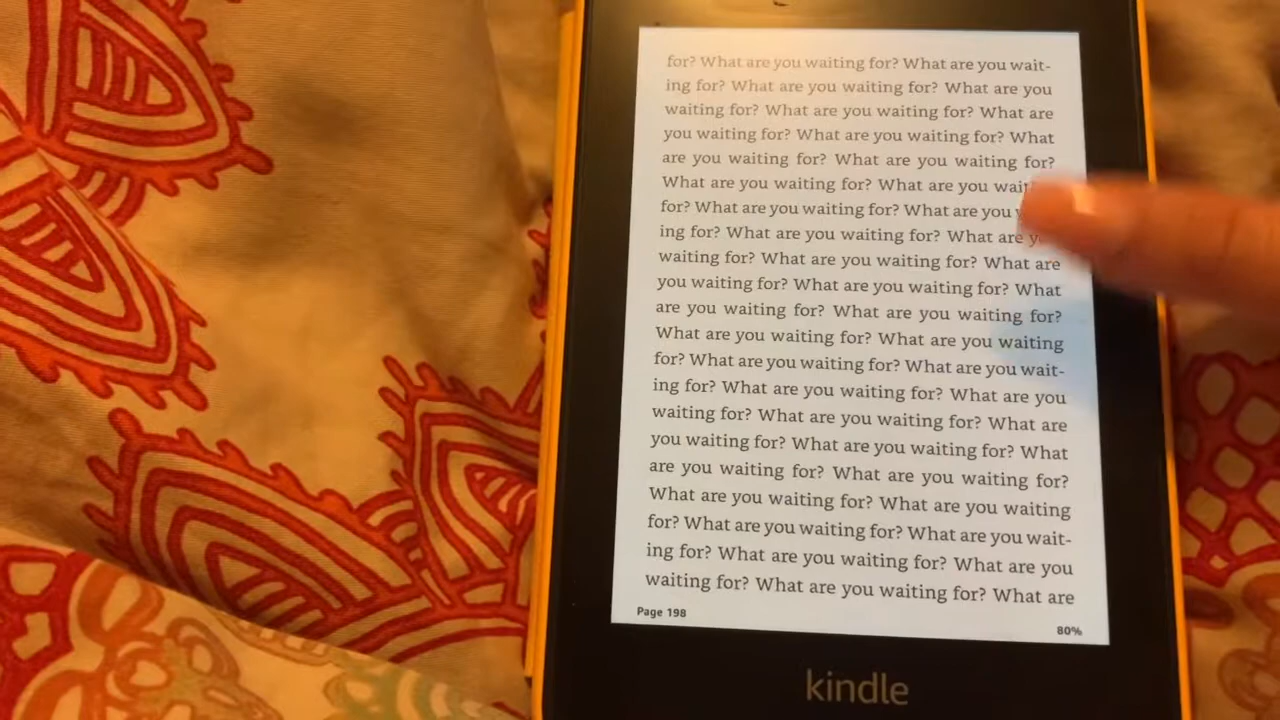 for? What are you waiting for? What are you wait-
ing for? What are you waiting for? What are you
waiting for? What are you waiting for? What are
you waiting for? What are you waiting for? What
are you waiting for? What are you waiting for?
What are you waiting for? What are you
for? What are you waiting for? What are you
ing for? What are you waiting for? What are
waiting for? What are you waiting for? What are
you waiting for? What are you waiting for? What
are you waiting for? What are you waiting for?
What are you waiting for? What are you waiting
for? What are you waiting for? What are you wait-
ing for? What are you waiting for? What are you
waiting for? What are you waiting for? What are
you waiting for? What are you waiting for? What
are you waiting for? What are you waiting for?
What are you waiting for? What are you waiting
for? What are you waiting for? What are you wait-
ing for? What are you waiting for? What are you
waiting for? What are you waiting for? What are
Page 198
80%
kindle